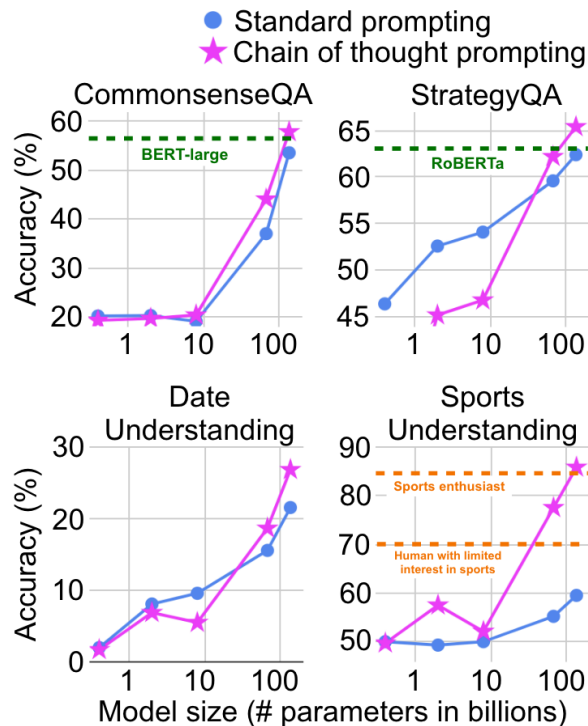 Standard prompting
Chain of thought prompting
CommonsenseQA
60
50
40
30
20
BERT-large
1 10 100
Accuracy (%)
StrategyQA
65
60
55
50
45
RoBERTa
1 10 100
Date
Understanding
30
20
10
0
1 10 100
Accuracy (%)
Sports
Understanding
90
80
70
60
50
Sports enthusiast
Human with limited
interest in sports
1 10 100
Model size (# parameters in billions)